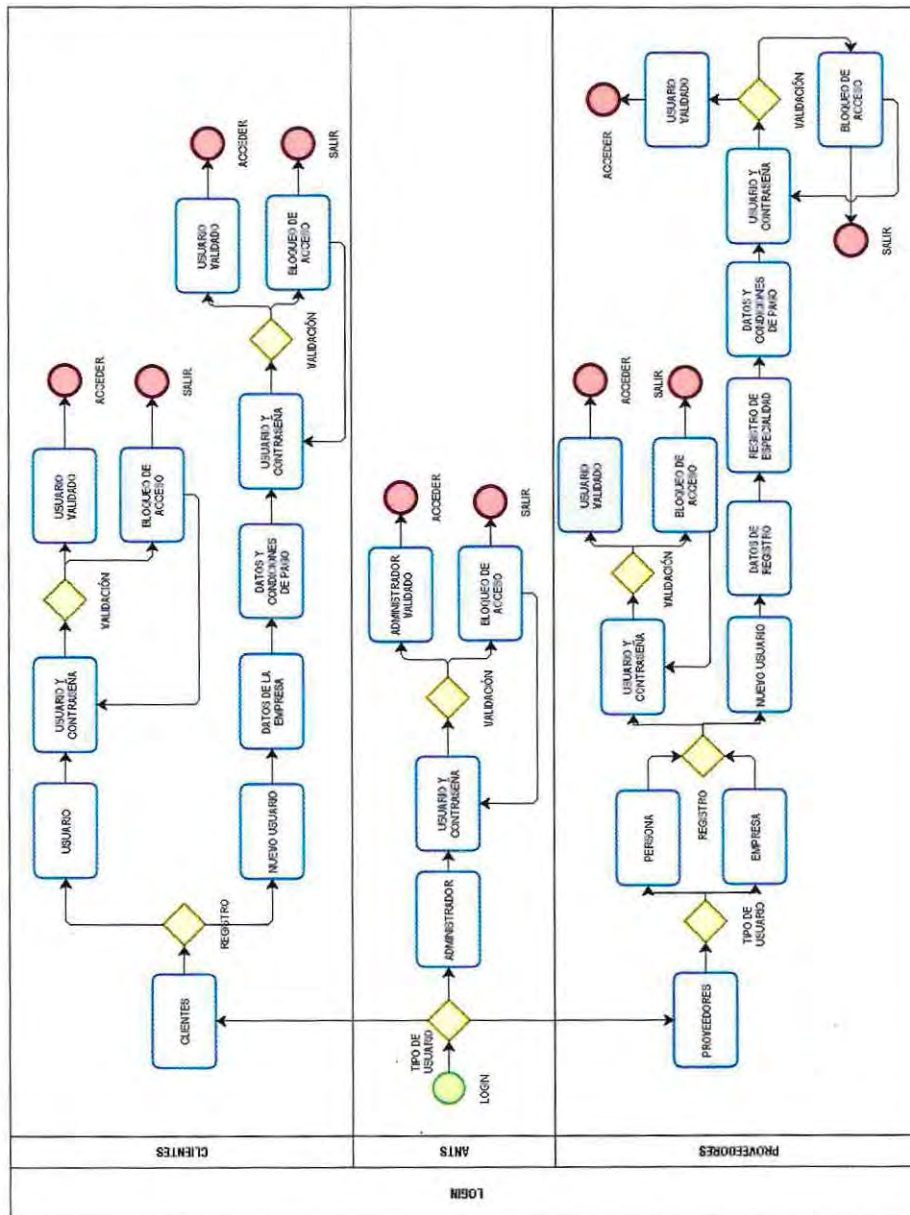 LOGIN
CLIENTES
CLIENTES
REGISTRO
USUARIO
USUARIO Y
CONTRASEÑA
VALIDACIÓN
USUARIO
VALIDADO
ACCEDER
BLOQUEO DE
ACCESO
SALIR
NUEVO USUARIO
DATOS DE LA
EMPRESA
DATOS Y
CONDICIONES
DE PAGO
USUARIO Y
CONTRASEÑA
VALIDACIÓN
USUARIO
VALIDADO
ACCEDER
BLOQUEO DE
ACCESO
SALIR
ANTS
LOGIN
TIPO DE
USUARIO
ADMINISTRADOR
USUARIO Y
CONTRASEÑA
VALIDACIÓN
ADMINISTRADOR
VALIDADO
ACCEDER
BLOQUEO DE
ACCESO
SALIR
PROVEEDORES
PROVEEDORES
TIPO DE
USUARIO
PERSONA
EMPRESA
REGISTRO
USUARIO Y
CONTRASEÑA
VALIDACIÓN
USUARIO
VALIDADO
ACCEDER
BLOQUEO DE
ACCESO
SALIR
NUEVO USUARIO
DATOS DE
REGISTRO
REGISTRO DE
ESPECIALIDAD
DATOS Y
CONDICIONES
DE PAGO
USUARIO Y
CONTRASEÑA
VALIDACIÓN
USUARIO
VALIDADO
ACCEDER
BLOQUEO DE
ACCESO
SALIR